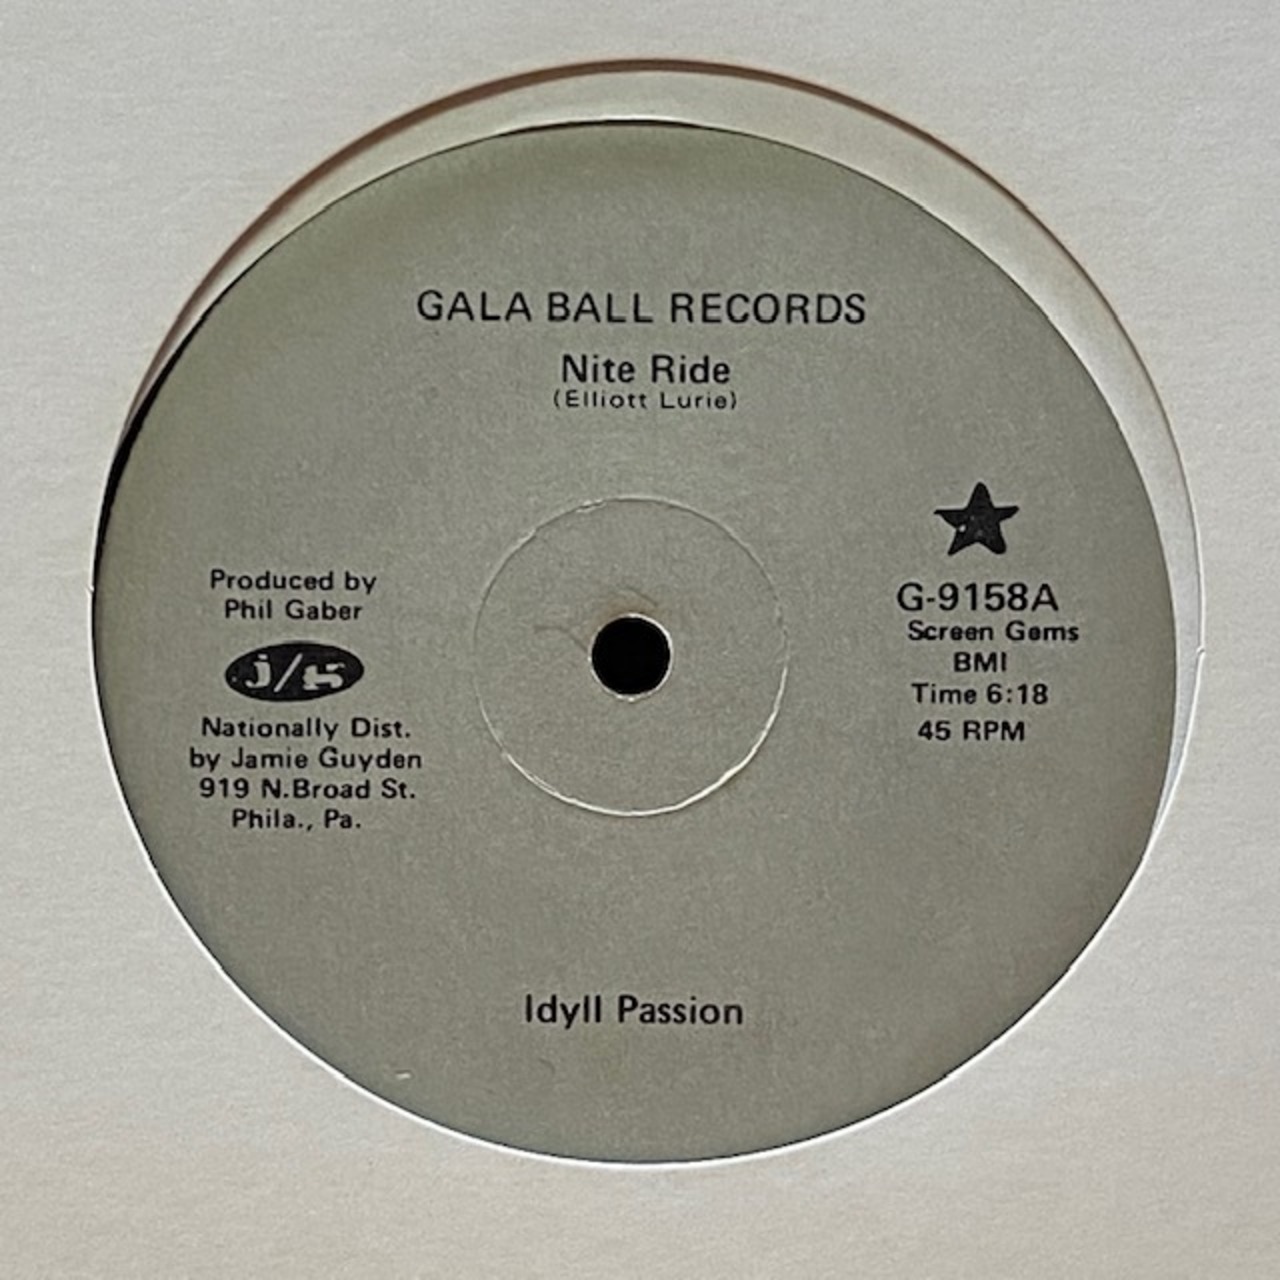 GALA BALL RECORDS
Nite Ride
(Elliott Lurie)
Produced by
Phil Gaber
j/g
Nationally Dist.
by Jamie Guyden
919 N.Broad St.
Phila., Pa.
G-9158A
Screen Gems
BMI
Time 6:18
45 RPM
Idyll Passion